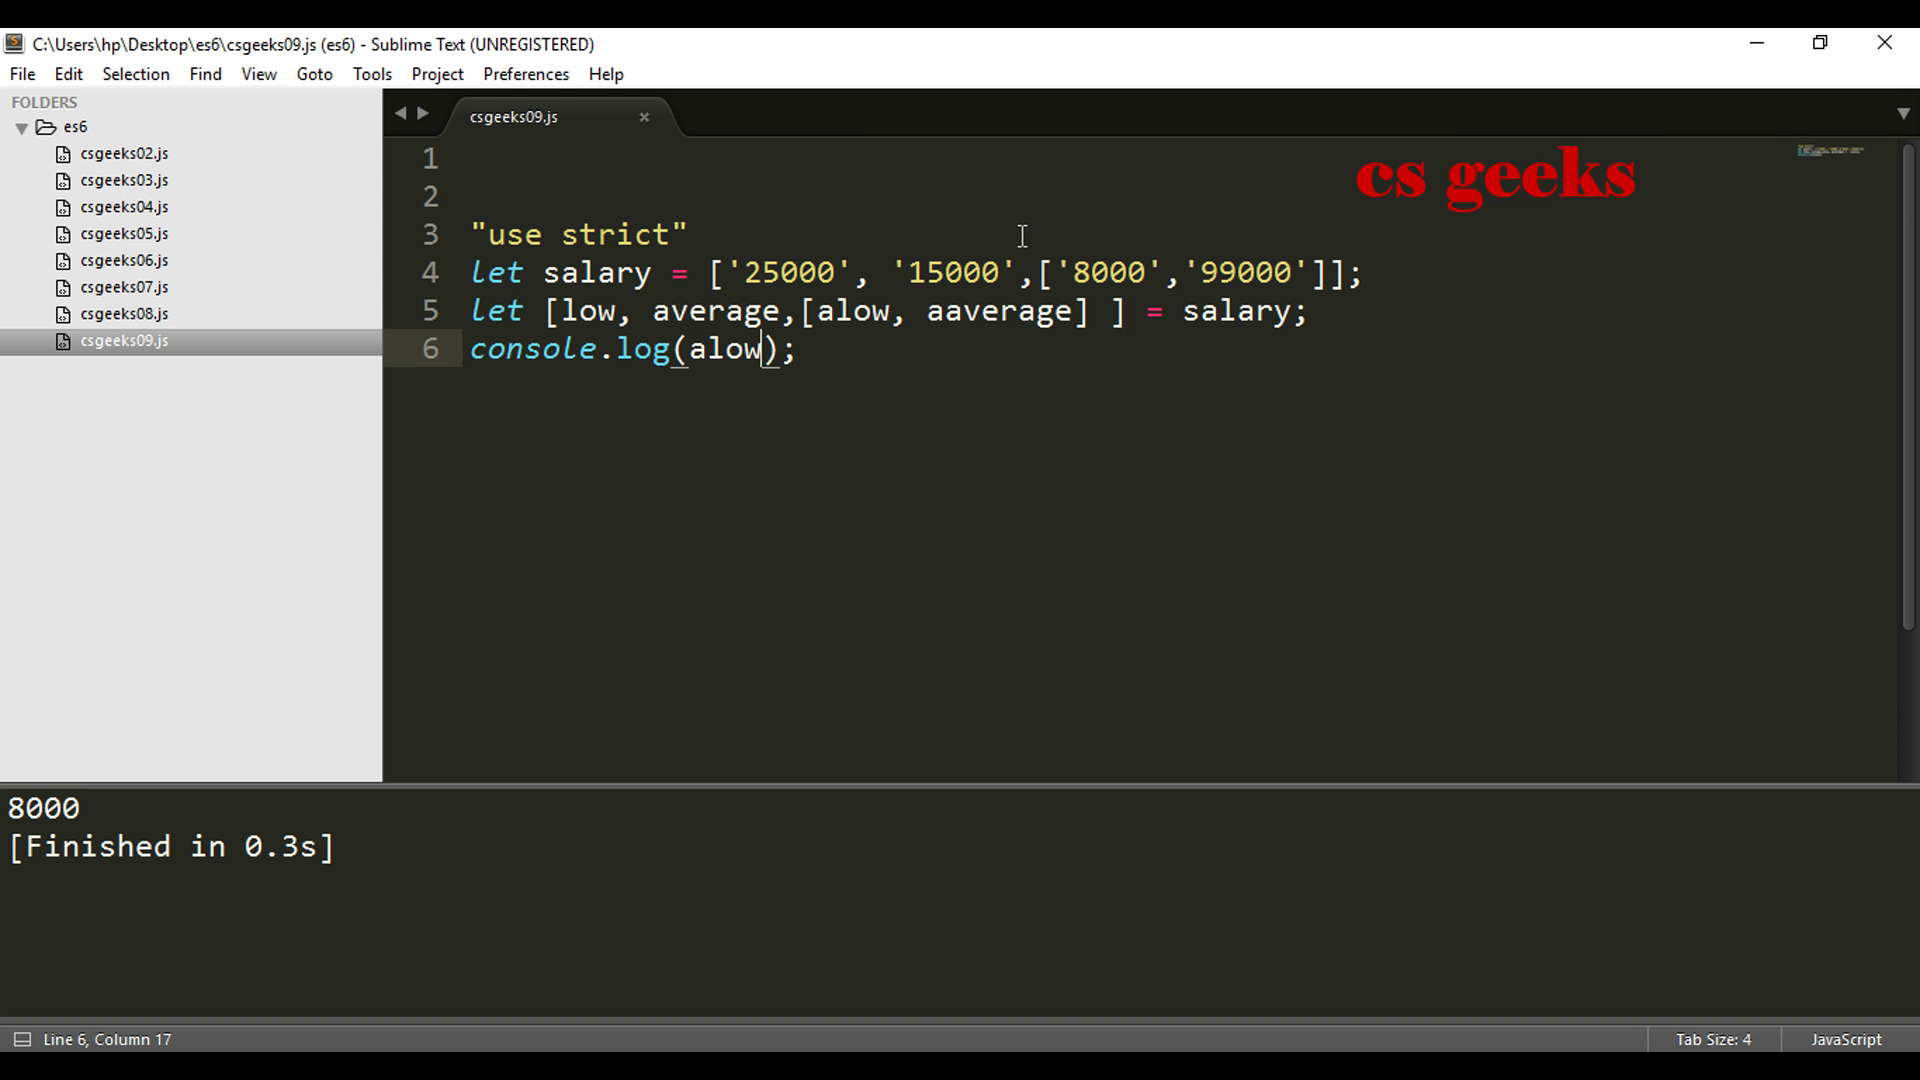 C:\Users\hp\Desktop\es6\csgeeks09.js (es6) - Sublime Text (UNREGISTERED)
File Edit Selection Find View Goto Tools Project Preferences Help
FOLDERS
es6
csgeeks02.js
csgeeks03.js
csgeeks04.js
csgeeks05.js
csgeeks06.js
csgeeks07.js
csgeeks08.js
csgeeks09.js
csgeeks09.js
cs geeks
1
2
3 "use strict"
4 let salary = ['25000', '15000',['8000','99000']];
5 let [low, average,[alow, aaverage] ] = salary;
6 console.log(alow);
8000
[Finished in 0.3s]
Line 6, Column 17
Tab Size: 4
JavaScript